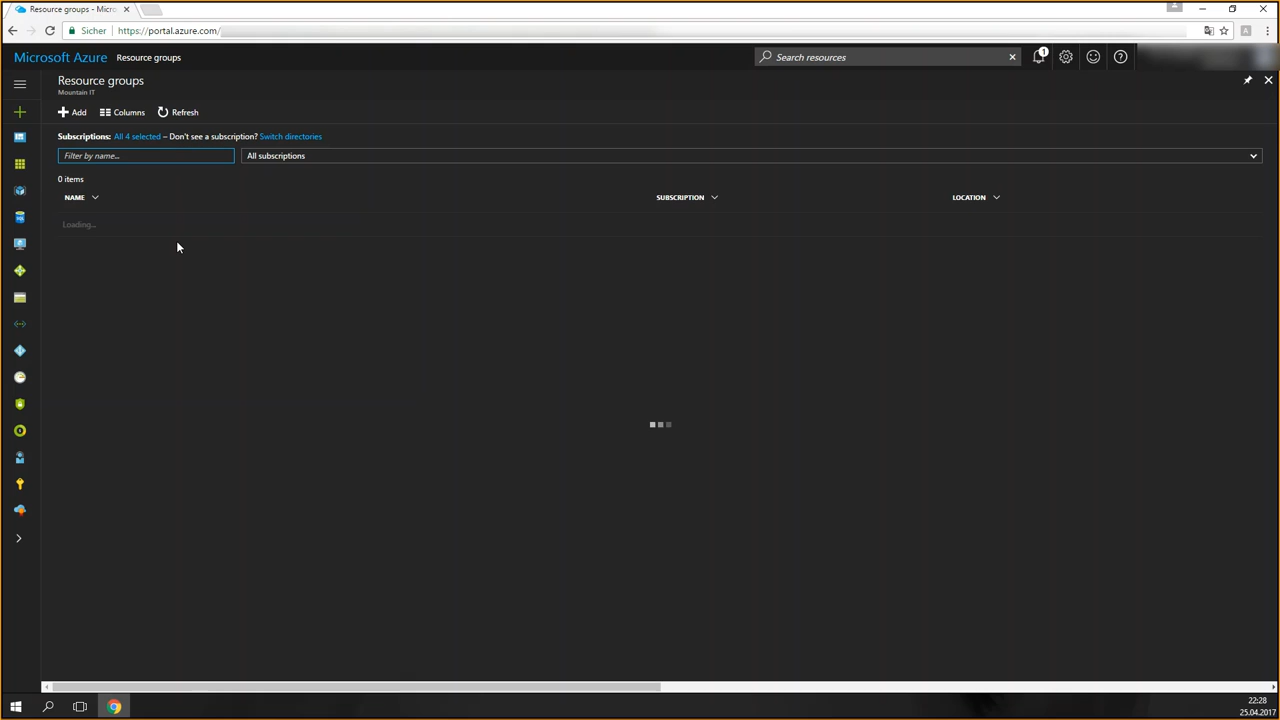 Resource groups - Micro
Sicher
https://portal.azure.com/
Microsoft Azure
Resource groups
Search resources
1
Resource groups
Mountain IT
Add
Columns
Refresh
Subscriptions: All 4 selected – Don't see a subscription? Switch directories
Filter by name...
All subscriptions
0 items
NAME
SUBSCRIPTION
LOCATION
Loading...
22:28
25.04.2017